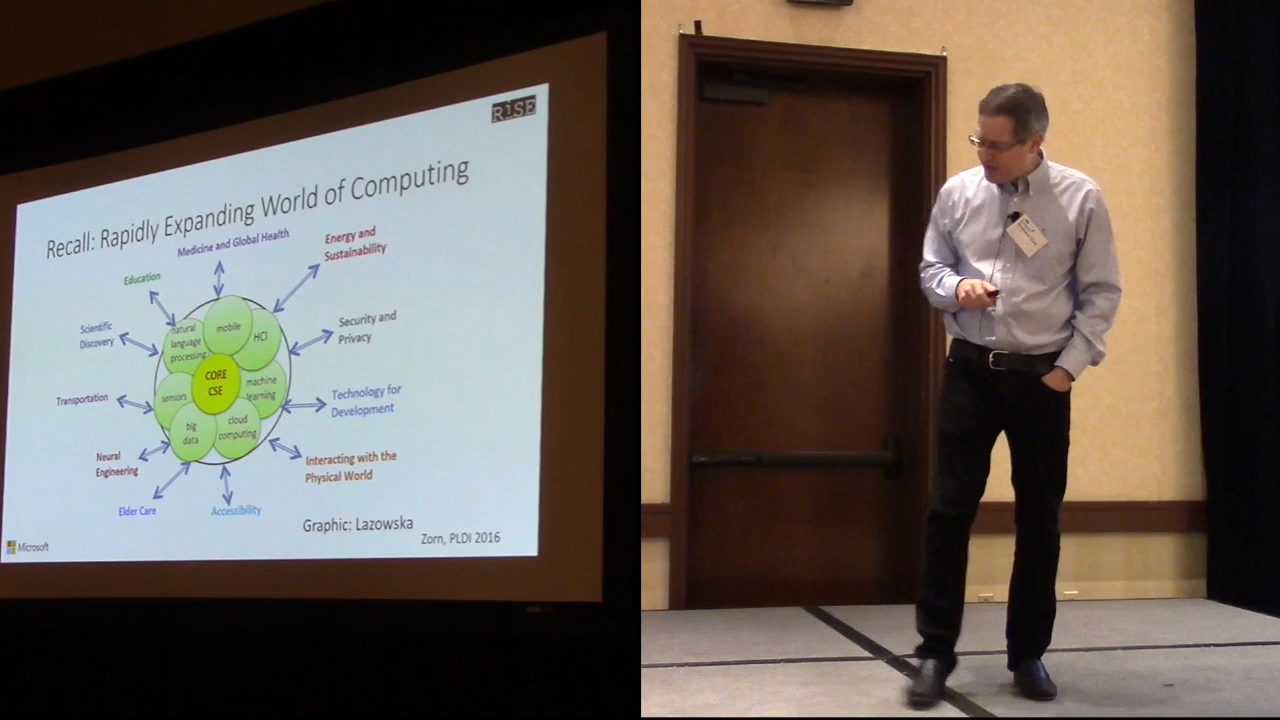 RiSE
Recall: Rapidly Expanding World of Computing
Medicine and Global Health
Energy and
Sustainability
Education
Scientific
Discovery
Security and
Privacy
Transportation
Technology for
Development
Neural
Engineering
Interacting with the
Physical World
Elder Care
Accessibility
natural
language
processing
mobile
HCI
CORE
CSE
sensors
machine
learning
big
data
cloud
computing
Graphic: Lazowska
Zorn, PLDI 2016
Microsoft